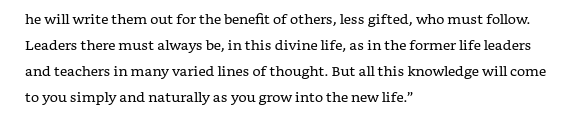 he will write them out for the benefit of others, less gifted, who must follow.
Leaders there must always be, in this divine life, as in the former life leaders
and teachers in many varied lines of thought. But all this knowledge will come
to you simply and naturally as you grow into the new life.”